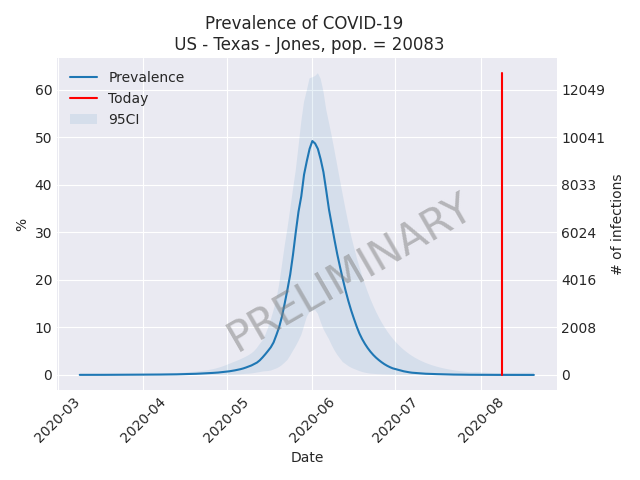 Prevalence of COVID-19
US - Texas - Jones, pop. = 20083
Prevalence
Today
95CI
60
50
40
30
20
10
0
%
12049
10041
8033
6024
4016
2008
0
# of infections
PRELIMINARY
2020-03
2020-04
2020-05
2020-06
2020-07
2020-08
Date